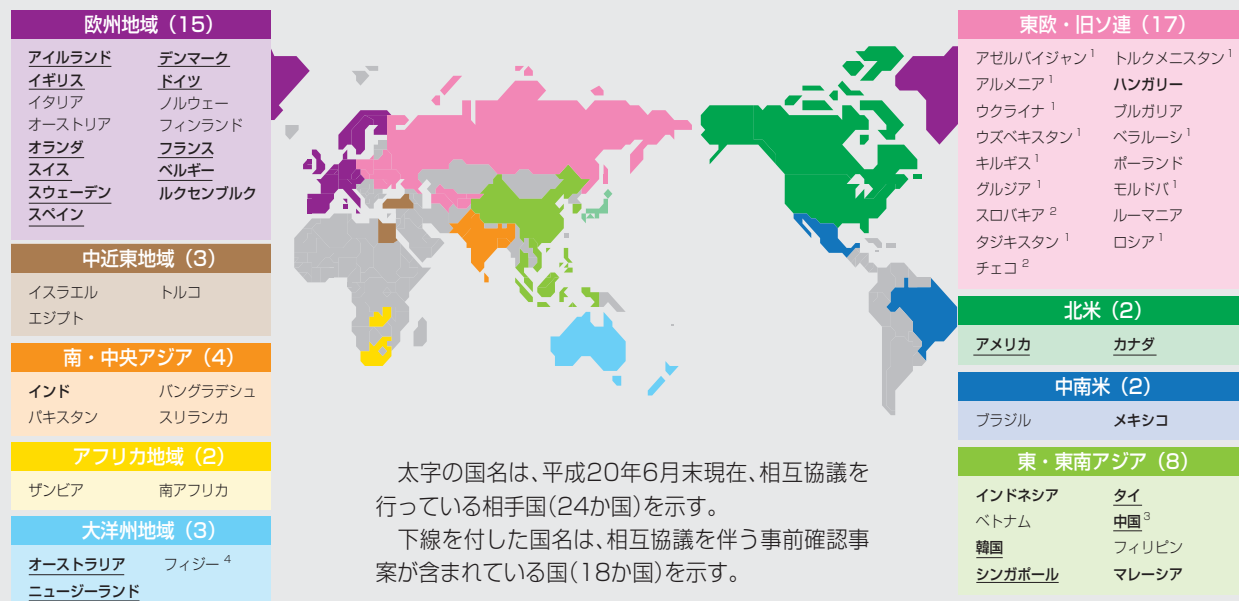 欧州地域（15）
アイルランド デンマーク
イギリス ドイツ
イタリア ノルウェー
オーストリア フィンランド
オランダ フランス
スイス ベルギー
スウェーデン ルクセンブルク
スペイン
中近東地域（3）
イスラエル トルコ
エジプト
南・中央アジア（4）
インド バングラデシュ
パキスタン スリランカ
アフリカ地域（2）
ザンビア 南アフリカ
大洋州地域（3）
オーストラリア フィジー 4
ニュージーランド
太字の国名は、平成20年6月末現在、相互協議を
行っている相手国(24か国)を示す。
下線を付した国名は、相互協議を伴う事前確認事
案が含まれている国(18か国)を示す。
東欧・旧ソ連（17）
アゼルバイジャン 1 トルクメニスタン 1
アルメニア 1 ハンガリー
ウクライナ 1 ブルガリア
ウズベキスタン 1 ベラルーシ 1
キルギス 1 ポーランド
グルジア 1 モルドバ 1
スロバキア 2 ルーマニア
タジキスタン 1 ロシア 1
チェコ 2
北米（2）
アメリカ カナダ
中南米（2）
ブラジル メキシコ
東・東南アジア（8）
インドネシア タイ
ベトナム 中国 3
韓国 フィリピン
シンガポール マレーシア